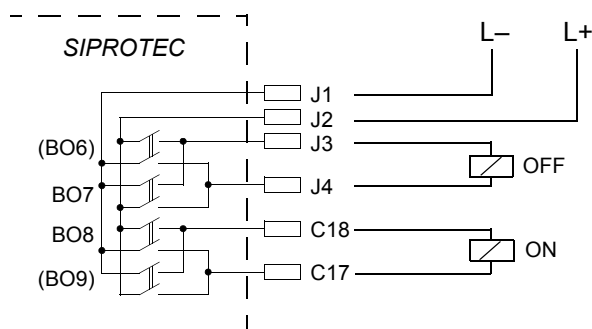 L– L+
SIPROTEC
J1
J2
(BO6) J3 OFF
BO7 J4
BO8 C18 ON
(BO9) C17